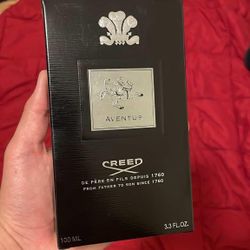 AVENTUS
CREED
DE PÈRE EN FILS DEPUIS 1760
FROM FATHER TO SON SINCE 1760
100 ML 3.3 FL.OZ.